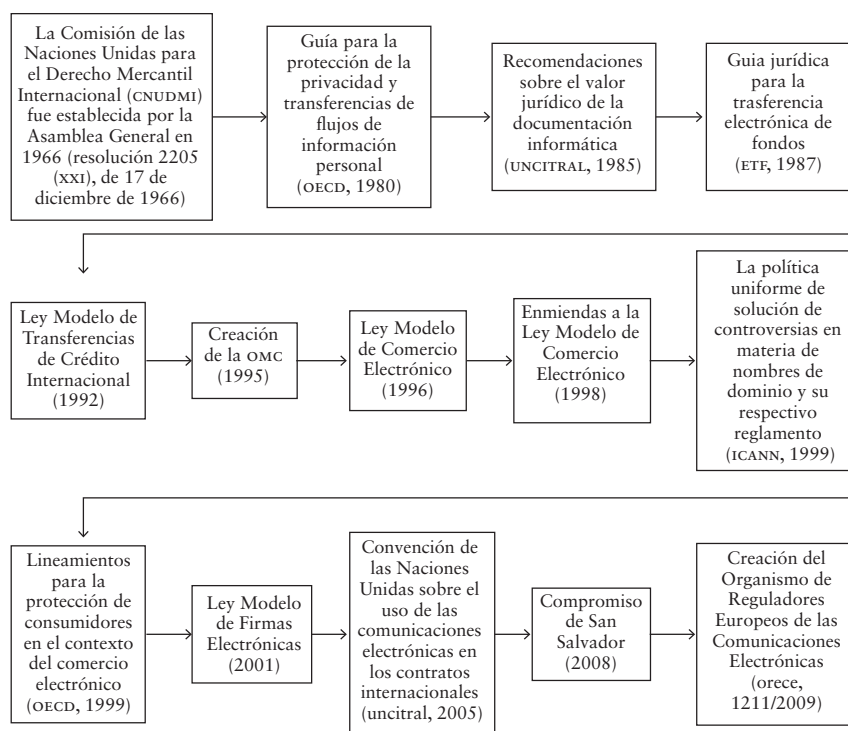 La Comisión de las
Naciones Unidas para
el Derecho Mercantil
Internacional (CNUDMI)
fue establecida por la
Asamblea General en
1966 (resolución 2205
(XXI), de 17 de
diciembre de 1966)
Guía para la
protección de la
privacidad y
transferencias de
flujos de
información
personal
(OECD, 1980)
Recomendaciones
sobre el valor
jurídico de la
documentación
informática
(UNCITRAL, 1985)
Guia jurídica
para la
trasferencia
electrónica de
fondos
(ETF, 1987)
Ley Modelo de
Transferencias
de Crédito
Internacional
(1992)
Creación
de la OMC
(1995)
Ley Modelo
de Comercio
Electrónico
(1996)
Enmiendas a la
Ley Modelo de
Comercio
Electrónico
(1998)
La política
uniforme de
solución de
controversias en
materia de
nombres de
dominio y su
respectivo
reglamento
(ICANN, 1999)
Lineamientos
para la
protección de
consumidores
en el contexto
del comercio
electrónico
(OECD, 1999)
Ley Modelo
de Firmas
Electrónicas
(2001)
Convención de
las Naciones
Unidas sobre el
uso de las
comunicaciones
electrónicas en
los contratos
internacionales
(uncitral, 2005)
Compromiso
de San
Salvador
(2008)
Creación del
Organismo de
Reguladores
Europeos de las
Comunicaciones
Electrónicas
(orece,
1211/2009)